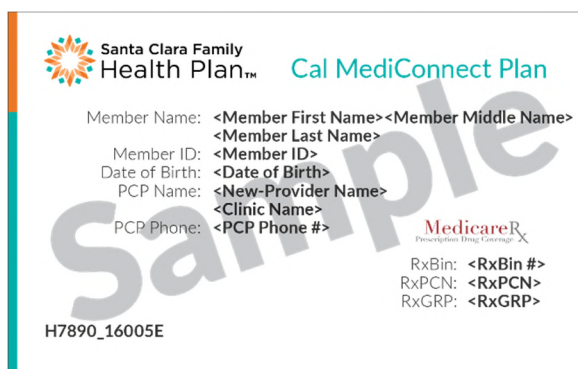 Santa Clara Family
Health Plan™
Cal MediConnect Plan
Member Name: <Member First Name><Member Middle Name>
<Member Last Name>
Member ID: <Member ID>
Date of Birth: <Date of Birth>
PCP Name: <New-Provider Name>
<Clinic Name>
PCP Phone: <PCP Phone #>
Sample
MedicareRx
Prescription Drug Coverage
RxBin: <RxBin #>
RxPCN: <RxPCN>
RxGRP: <RxGRP>
H7890_16005E